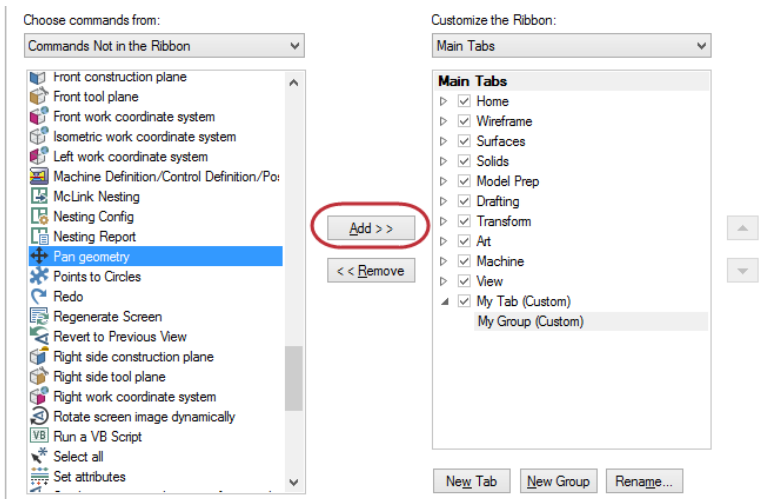 Choose commands from:
Commands Not in the Ribbon
Front construction plane
Front tool plane
Front work coordinate system
Isometric work coordinate system
Left work coordinate system
Machine Definition/Control Definition/Po
McLink Nesting
Nesting Config
Nesting Report
Pan geometry
Points to Circles
Redo
Regenerate Screen
Revert to Previous View
Right side construction plane
Right side tool plane
Right work coordinate system
Rotate screen image dynamically
VB Run a VB Script
Select all
Set attributes
Add > >
< < Remove
Customize the Ribbon:
Main Tabs
Main Tabs
Home
Wireframe
Surfaces
Solids
Model Prep
Drafting
Transform
Art
Machine
View
My Tab (Custom)
My Group (Custom)
New Tab
New Group
Rename...